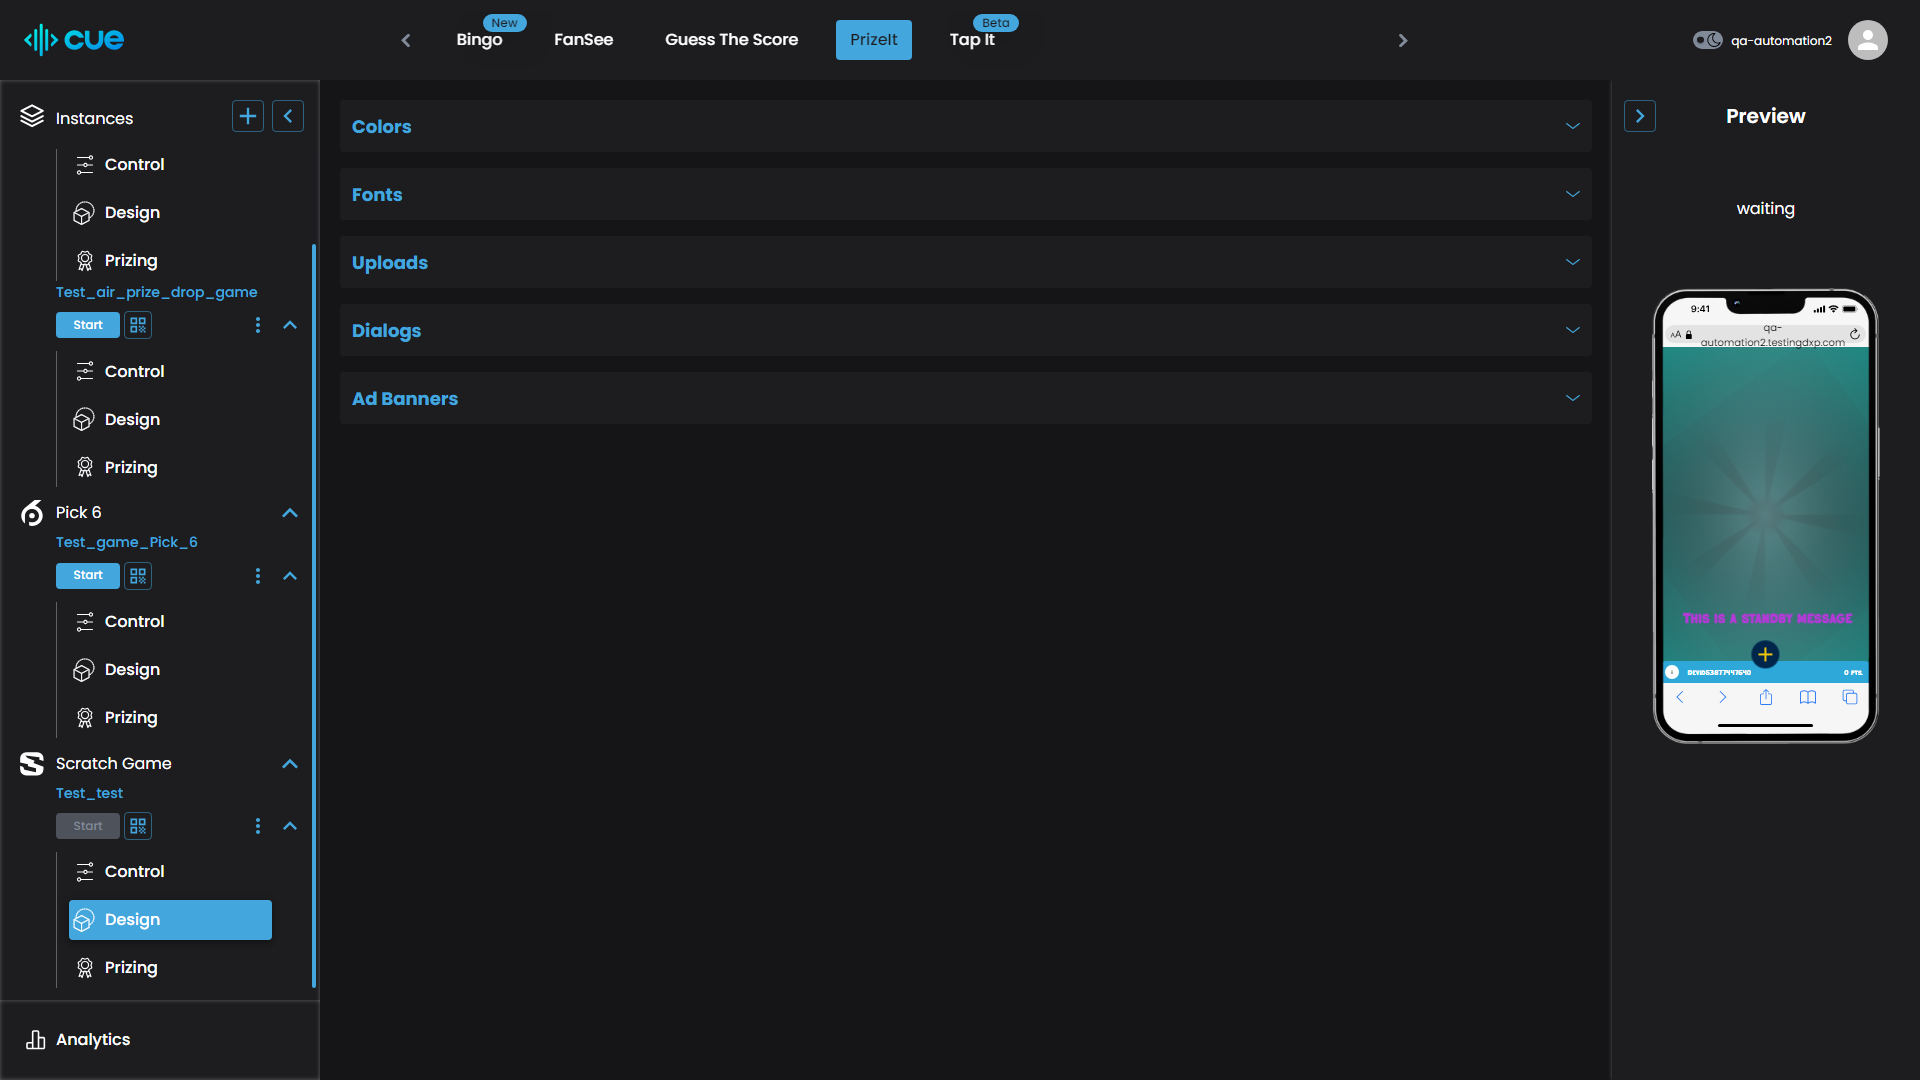 cue
Bingo
New
FanSee
Guess The Score
PrizeIt
Tap It
Beta
qa-automation2
Instances
Control
Design
Prizing
Test_air_prize_drop_game
Start
Control
Design
Prizing
Pick 6
Test_game_Pick_6
Start
Control
Design
Prizing
Scratch Game
Test_test
Start
Control
Design
Prizing
Analytics
Colors
Fonts
Uploads
Dialogs
Ad Banners
Preview
waiting
9:41
AA
qa-
automation2.testingdxp.com
This is a standby message
0 PTS.